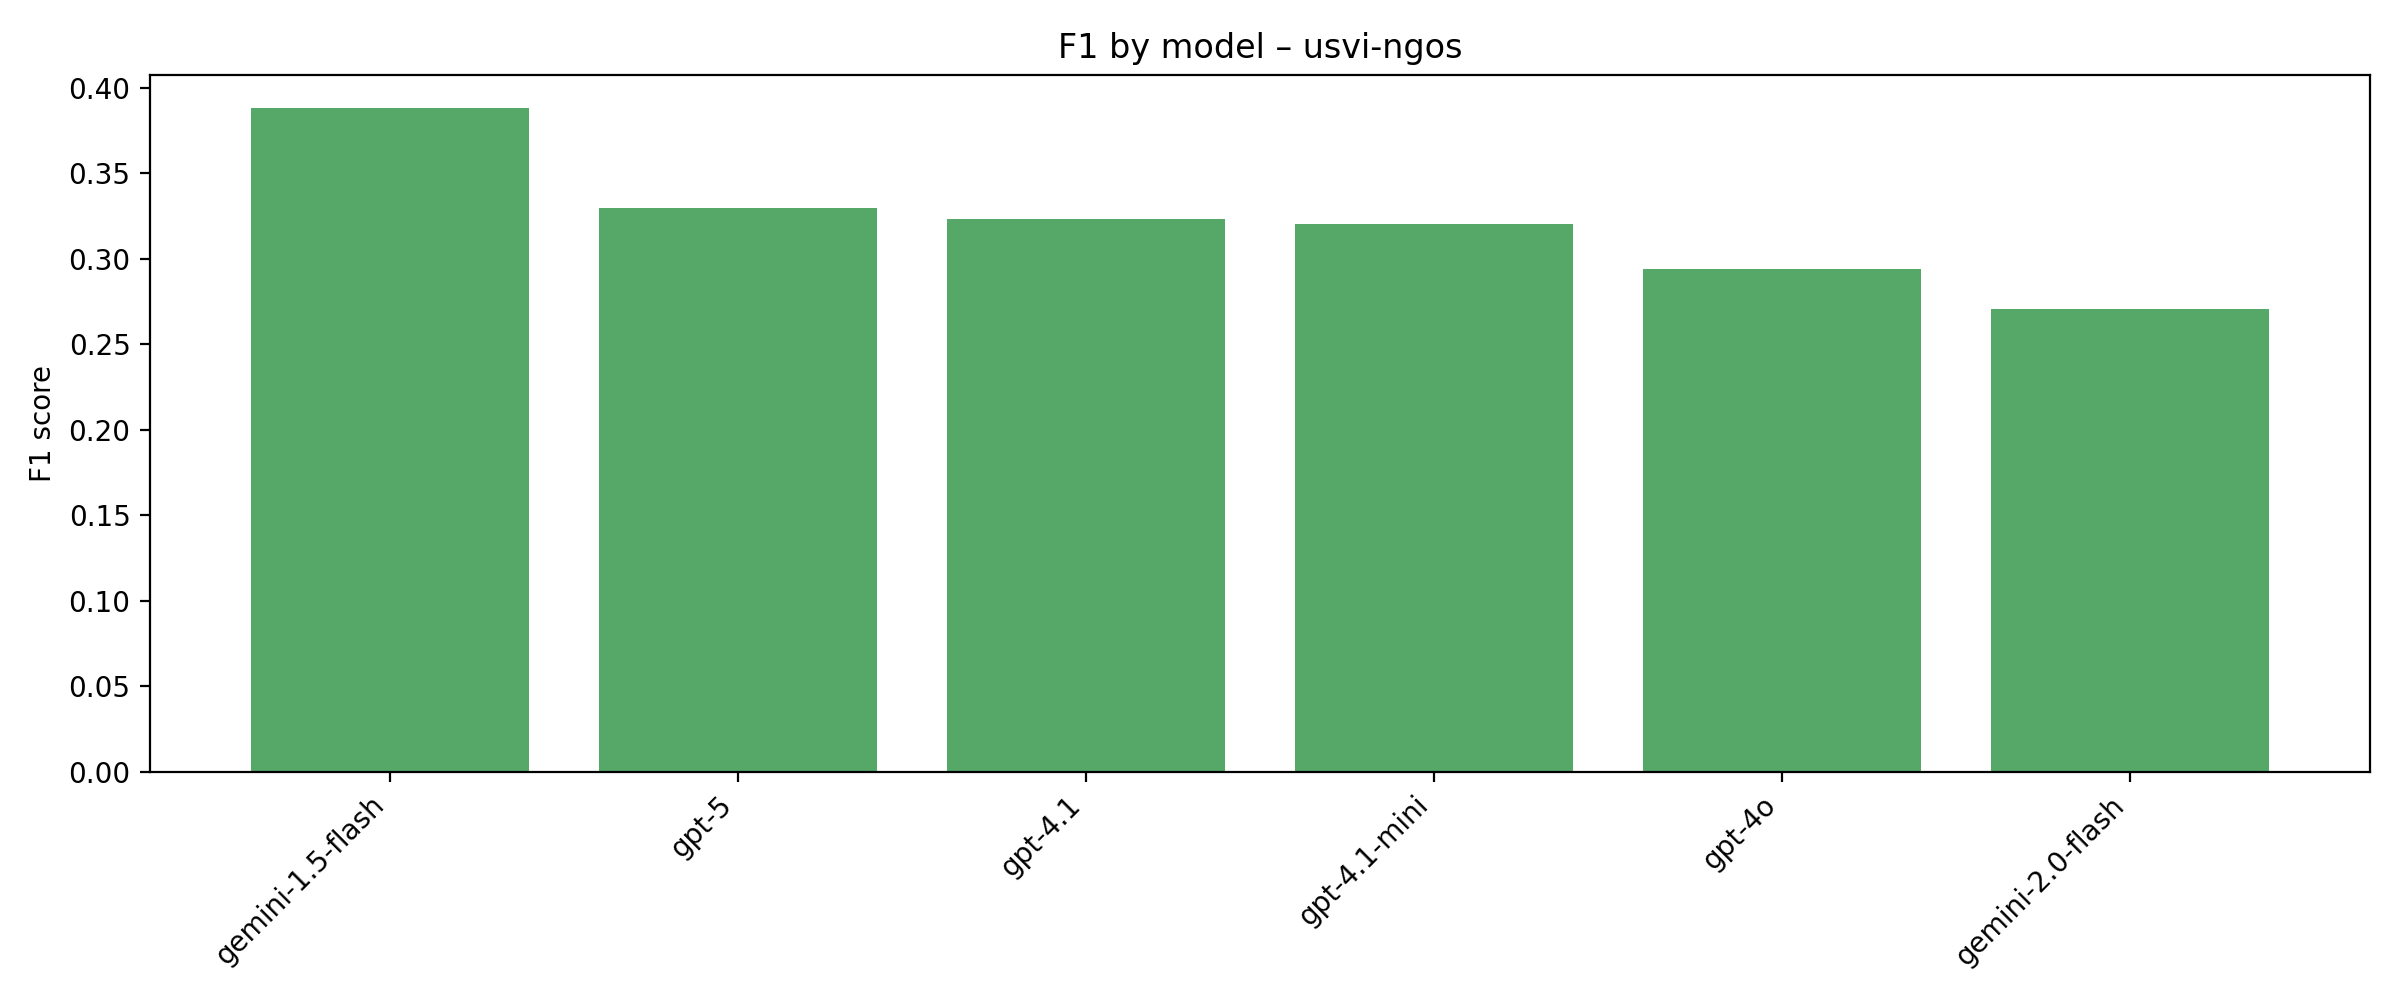 F1 by model – usvi-ngos
F1 score
0.40
0.35
0.30
0.25
0.20
0.15
0.10
0.05
0.00
gemini-1.5-flash
gpt-5
gpt-4.1
gpt-4.1-mini
gpt-4o
gemini-2.0-flash